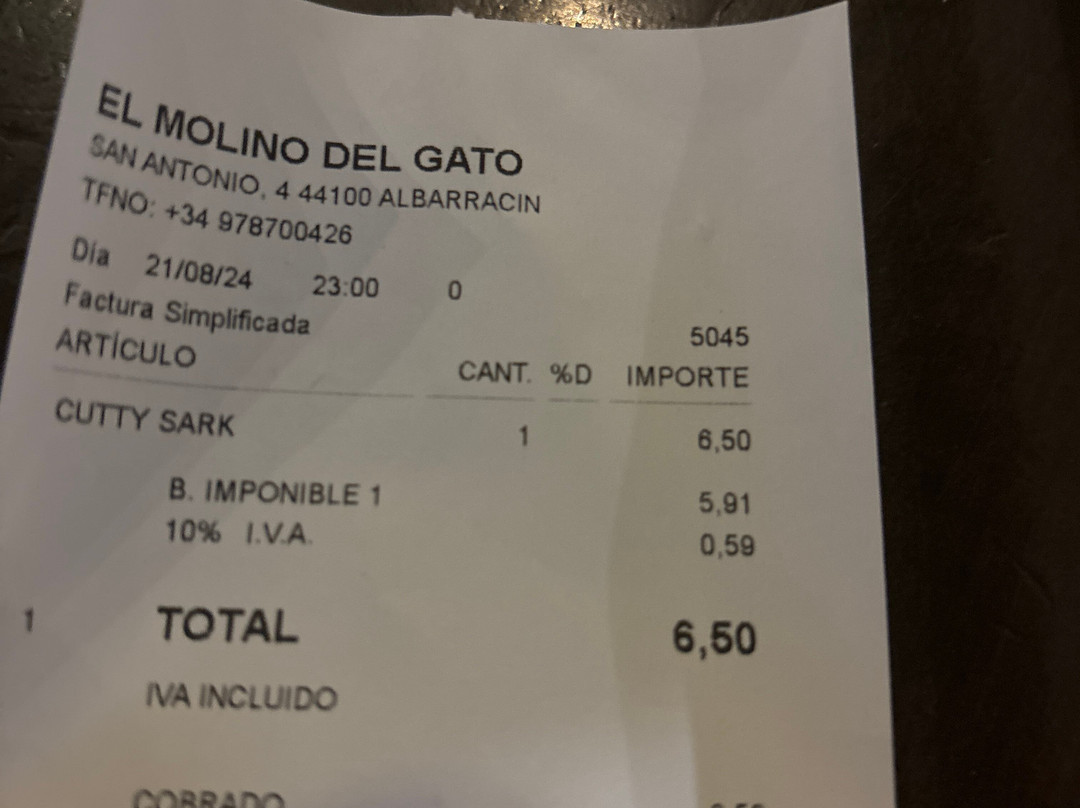 EL MOLINO DEL GATO
SAN ANTONIO, 4 44100 ALBARRACIN
TFNO: +34 978700426
Día 21/08/24 23:00 0
Factura Simplificada 5045
ARTÍCULO CANT. %D IMPORTE
CUTTY SARK 1 6,50
B. IMPONIBLE 1 5,91
10% I.V.A. 0,59
1 TOTAL 6,50
IVA INCLUIDO
COBRADO